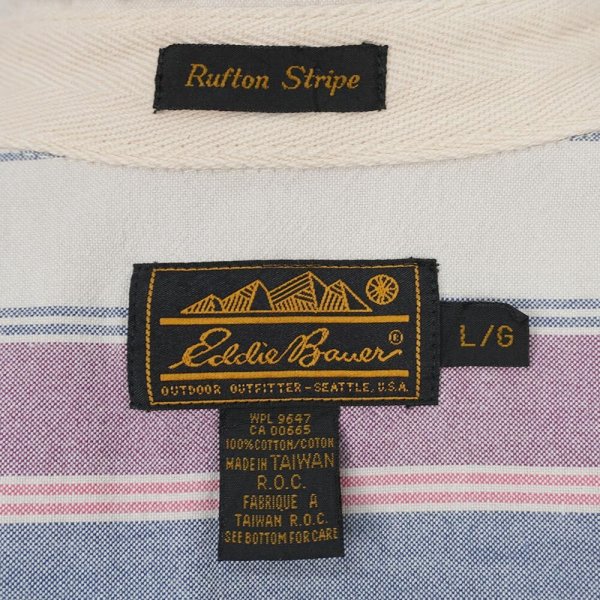 Rufton Stripe
Eddie Bauer®
L/G
OUTDOOR OUTFITTER-SEATTLE, U.S.A.
WPL 9647
CA 00665
100% COTTON/COTON
MADE IN TAIWAN
R.O.C.
FABRIQUE A
TAIWAN R.O.C.
SEE BOTTOM FOR CARE